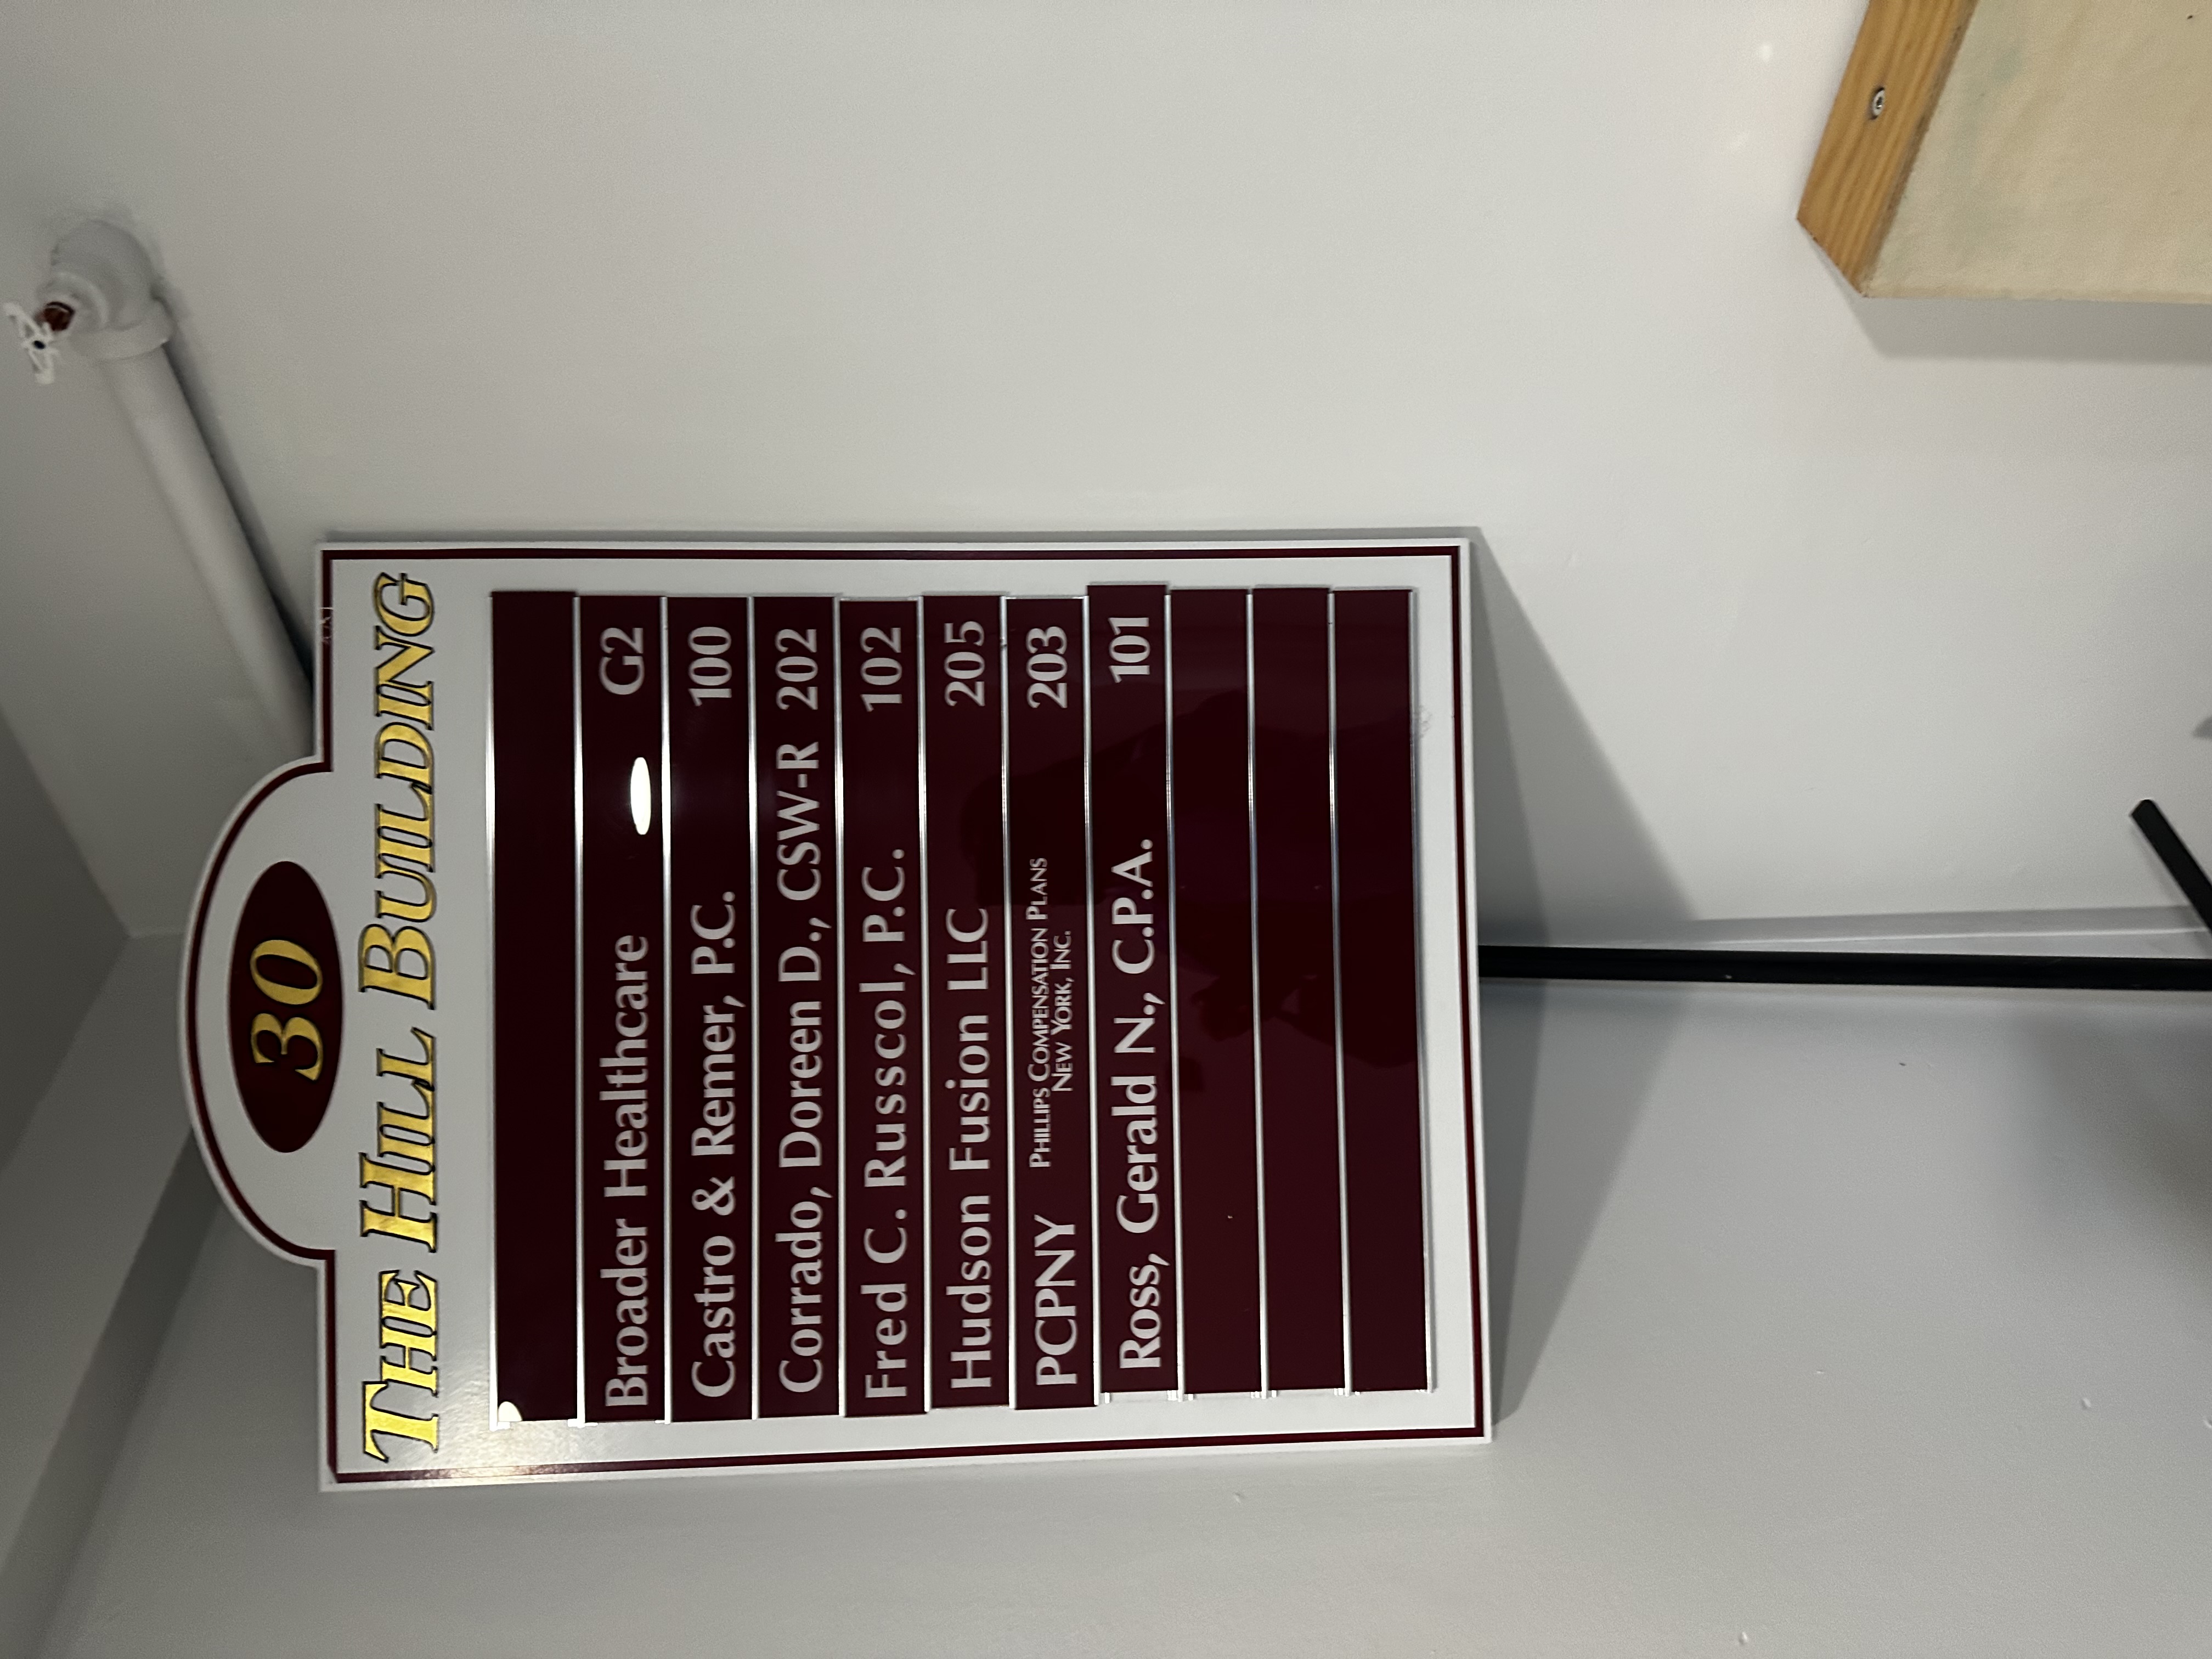 30
THE HILL BUILDING
Broader Healthcare G2
Castro & Remer, P.C. 100
Corrado, Doreen D., CSW-R 202
Fred C. Ruscol, P.C. 102
Hudson Fusion LLC 205
PCPNY PHILLIPS COMPENSATION PLANS NEW YORK, INC. 203
Ross, Gerald N., C.P.A. 101